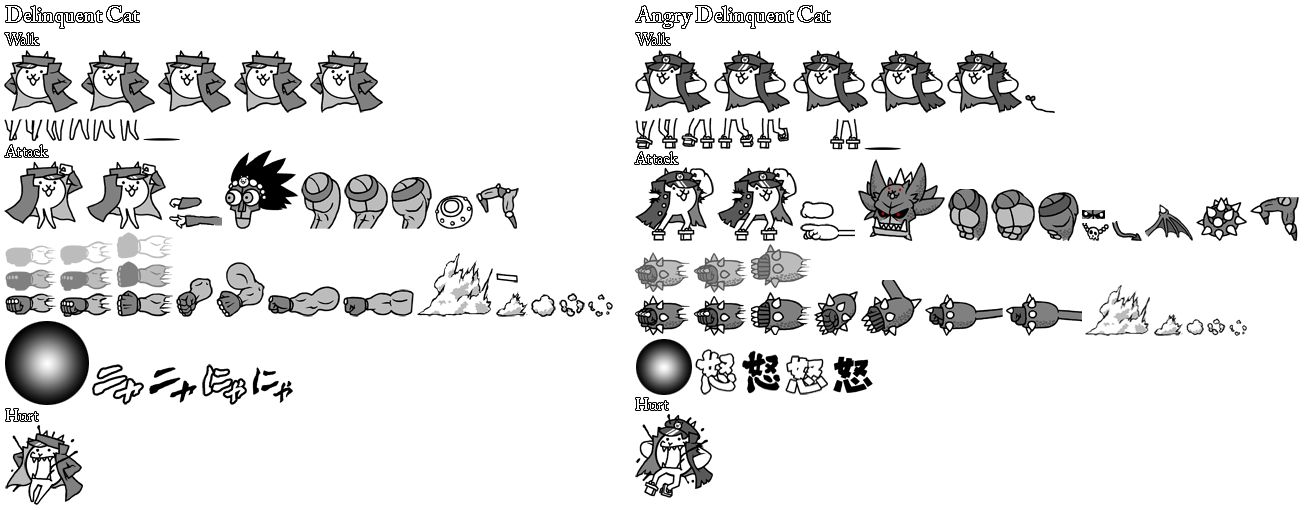 Delinquent Cat
Walk
Attack
ニャ ニャ にゃ にゃ
Hurt
Angry Delinquent Cat
Walk
Attack
怒 怒 怒 怒
Hurt